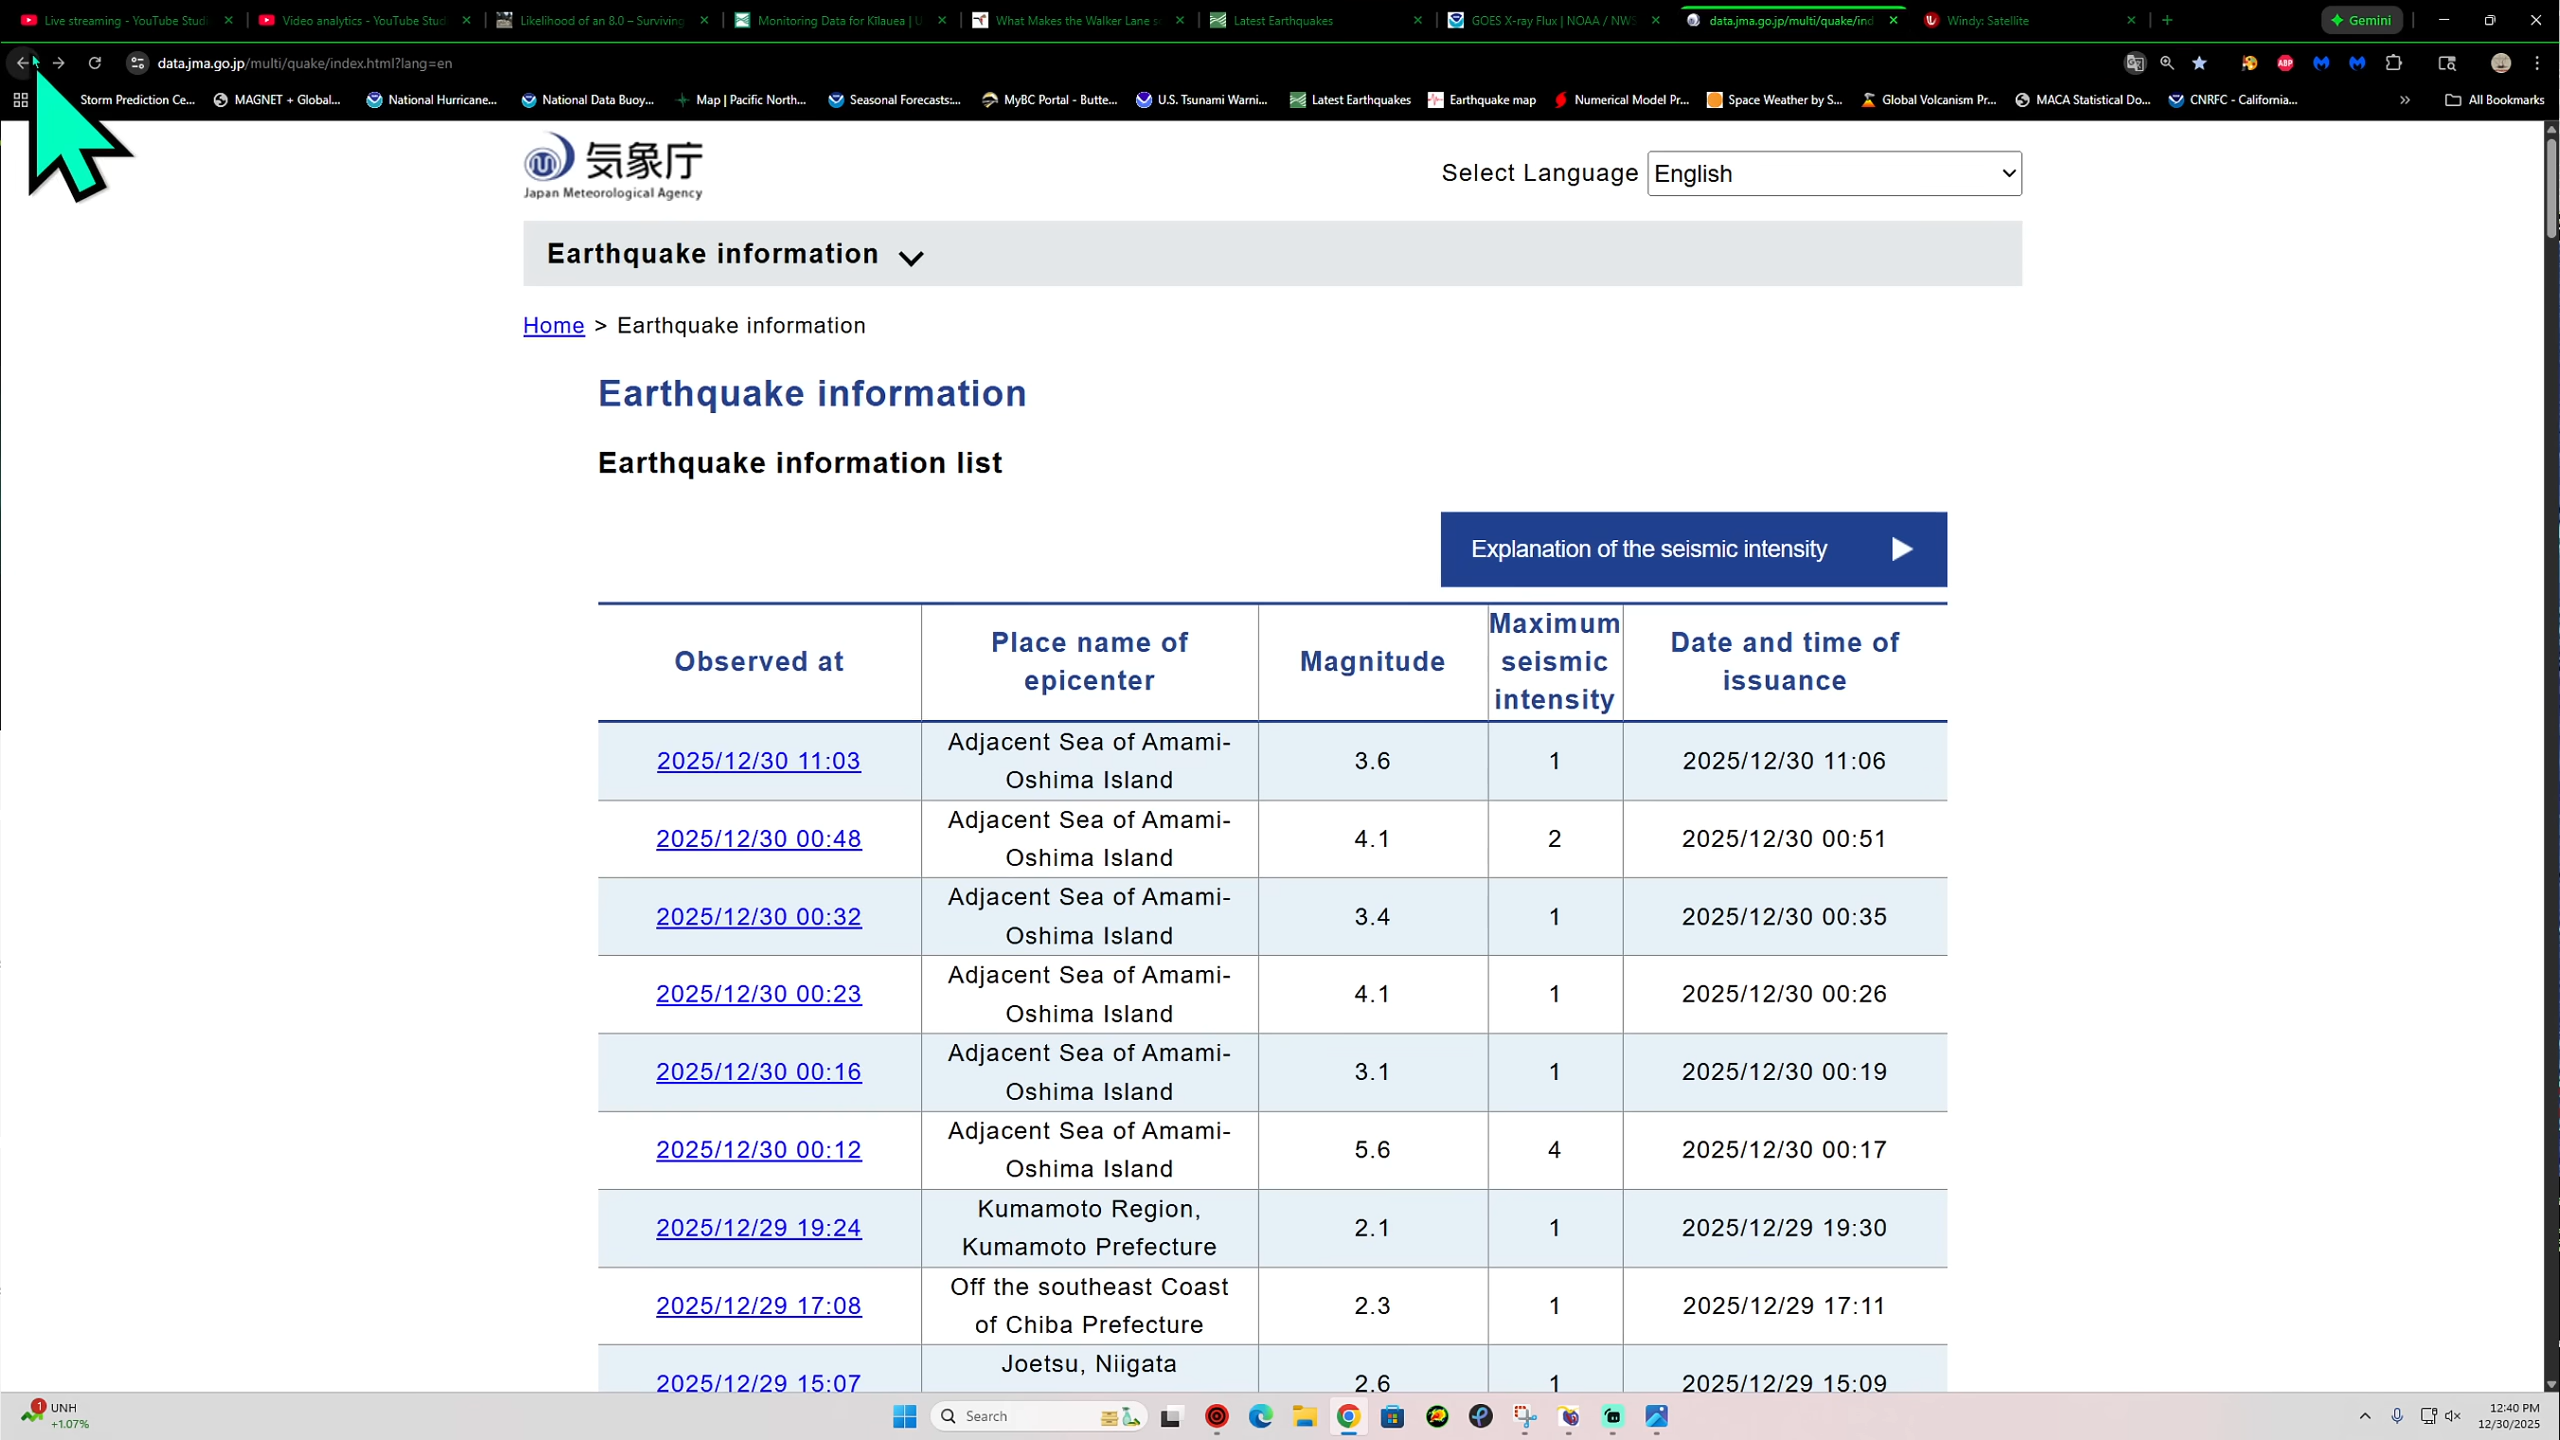 Live streaming - YouTube Studi
Video analytics - YouTube Stud
Likelihood of an 8.0 – Surviving
Monitoring Data for Kīlauea | U
What Makes the Walker Lane s
Latest Earthquakes
GOES X-ray Flux | NOAA / NWS
data.jma.go.jp/multi/quake/ind
Windy: Satellite
Gemini
data.jma.go.jp/multi/quake/index.html?lang=en
ABP
Storm Prediction Ce...
MAGNET + Global...
National Hurricane...
National Data Buoy...
Map | Pacific North...
Seasonal Forecasts:...
MyBC Portal - Butte...
U.S. Tsunami Warni...
Latest Earthquakes
Earthquake map
Numerical Model Pr...
Space Weather by S...
Global Volcanism Pr...
MACA Statistical Do...
CNRFC - California...
All Bookmarks
気象庁
Japan Meteorological Agency
Select Language English
Earthquake information
Home > Earthquake information
Earthquake information
Earthquake information list
Explanation of the seismic intensity
Observed at
Place name of
epicenter
Magnitude
Maximum
seismic
intensity
Date and time of
issuance
2025/12/30 11:03
Adjacent Sea of Amami-
Oshima Island
3.6
1
2025/12/30 11:06
2025/12/30 00:48
Adjacent Sea of Amami-
Oshima Island
4.1
2
2025/12/30 00:51
2025/12/30 00:32
Adjacent Sea of Amami-
Oshima Island
3.4
1
2025/12/30 00:35
2025/12/30 00:23
Adjacent Sea of Amami-
Oshima Island
4.1
1
2025/12/30 00:26
2025/12/30 00:16
Adjacent Sea of Amami-
Oshima Island
3.1
1
2025/12/30 00:19
2025/12/30 00:12
Adjacent Sea of Amami-
Oshima Island
5.6
4
2025/12/30 00:17
2025/12/29 19:24
Kumamoto Region,
Kumamoto Prefecture
2.1
1
2025/12/29 19:30
2025/12/29 17:08
Off the southeast Coast
of Chiba Prefecture
2.3
1
2025/12/29 17:11
2025/12/29 15:07
Joetsu, Niigata
2.6
1
2025/12/29 15:09
1
UNH
+1.07%
Search
12:40 PM
12/30/2025